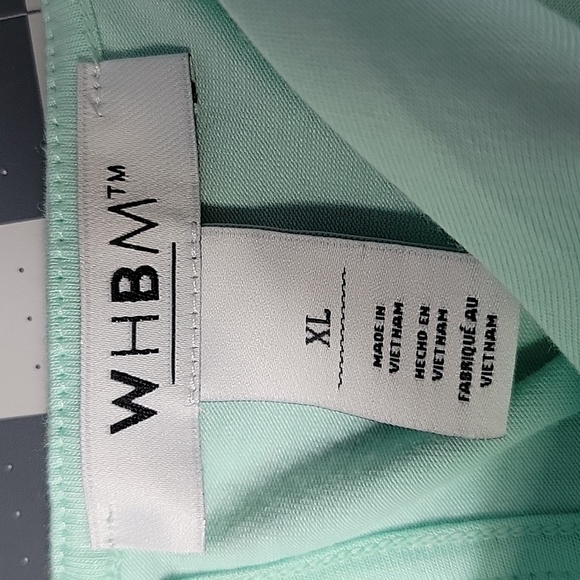 WHBM™
XL
MADE IN
VIETNAM
HECHO EN
VIETNAM
FABRIQUÉ AU
VIETNAM